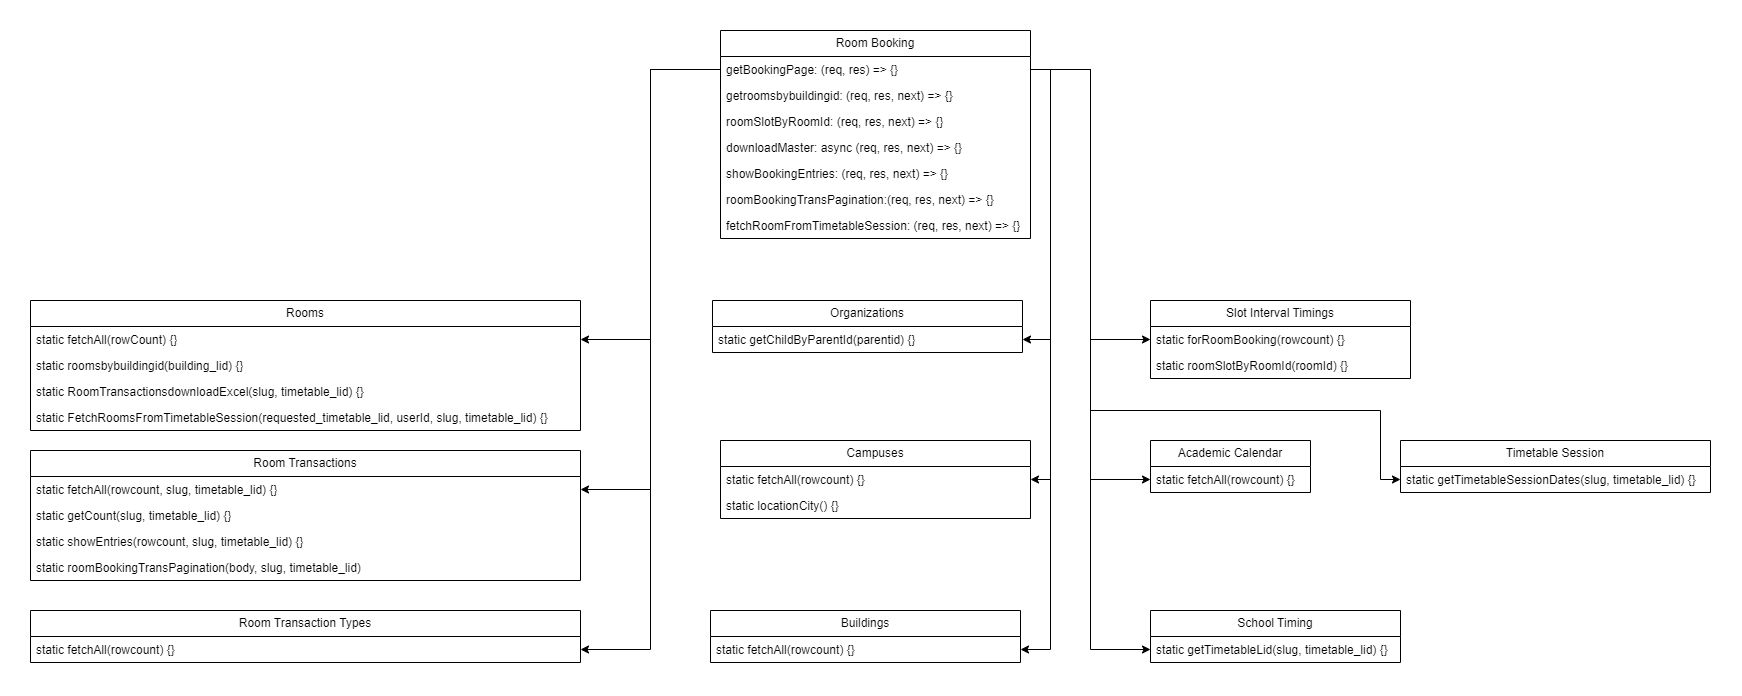 Room Booking
getBookingPage: (req, res) => {}
getroomsbybuildingid: (req, res, next) => {}
roomSlotByRoomId: (req, res, next) => {}
downloadMaster: async (req, res, next) => {}
showBookingEntries: (req, res, next) => {}
roomBookingTransPagination:(req, res, next) => {}
fetchRoomFromTimetableSession: (req, res, next) => {}
Rooms
static fetchAll(rowCount) {}
static roomsbybuildingid(building_lid) {}
static RoomTransactionsdownloadExcel(slug, timetable_lid) {}
static FetchRoomsFromTimetableSession(requested_timetable_lid, userId, slug, timetable_lid) {}
Organizations
static getChildByParentId(parentid) {}
Slot Interval Timings
static forRoomBooking(rowcount) {}
static roomSlotByRoomId(roomId) {}
Room Transactions
static fetchAll(rowcount, slug, timetable_lid) {}
static getCount(slug, timetable_lid) {}
static showEntries(rowcount, slug, timetable_lid) {}
static roomBookingTransPagination(body, slug, timetable_lid)
Campuses
static fetchAll(rowcount) {}
static locationCity() {}
Academic Calendar
static fetchAll(rowcount) {}
Timetable Session
static getTimetableSessionDates(slug, timetable_lid) {}
Room Transaction Types
static fetchAll(rowcount) {}
Buildings
static fetchAll(rowcount) {}
School Timing
static getTimetableLid(slug, timetable_lid) {}